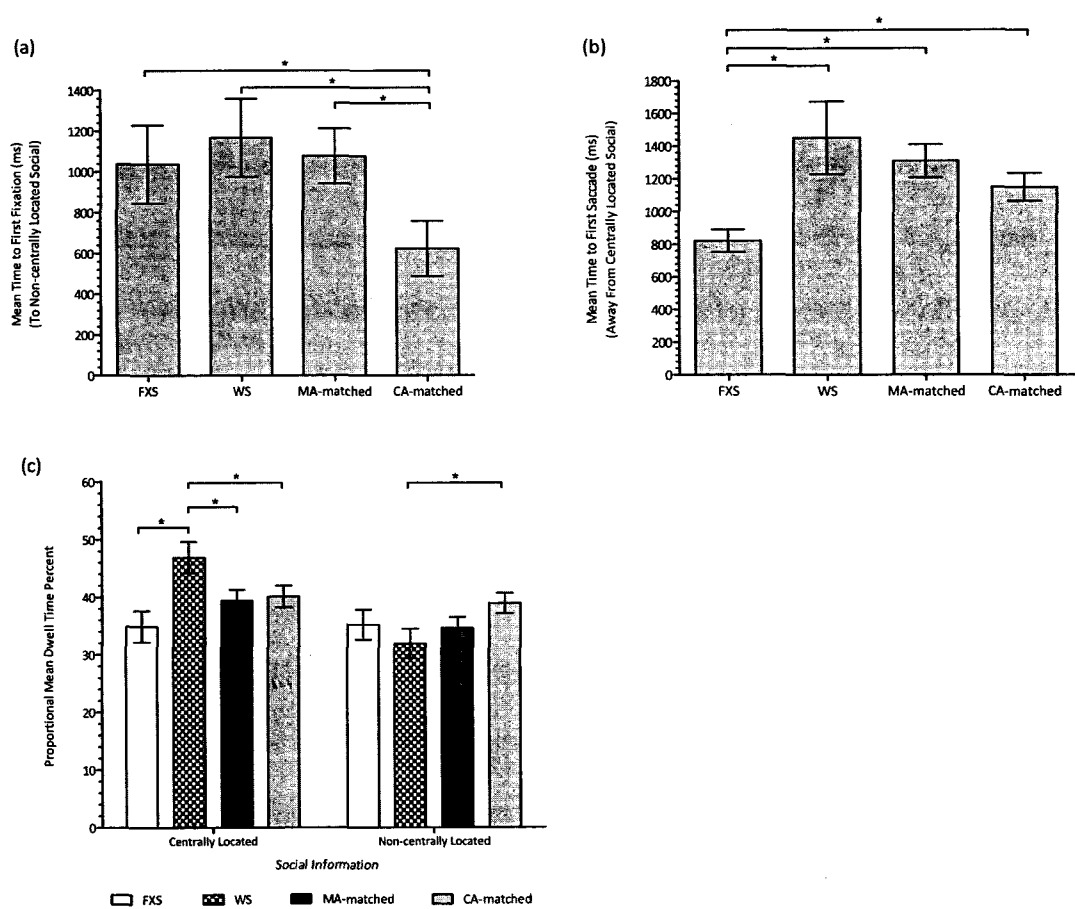 (a)
*
*
*
1400
1200
1000
800
600
400
200
0
Mean Time to First Fixation (ms)
(To Non-centrally Located Social)
FXS WS MA-matched CA-matched
(b)
*
*
*
1800
1600
1400
1200
1000
800
600
400
200
0
Mean Time to First Saccade (ms)
(Away From Centrally Located Social)
FXS WS MA-matched CA-matched
(c)
*
*
*
*
60
50
40
30
20
10
0
Proportional Mean Dwell Time Percent
Centrally Located Non-centrally Located
Social Information
FXS WS MA-matched CA-matched